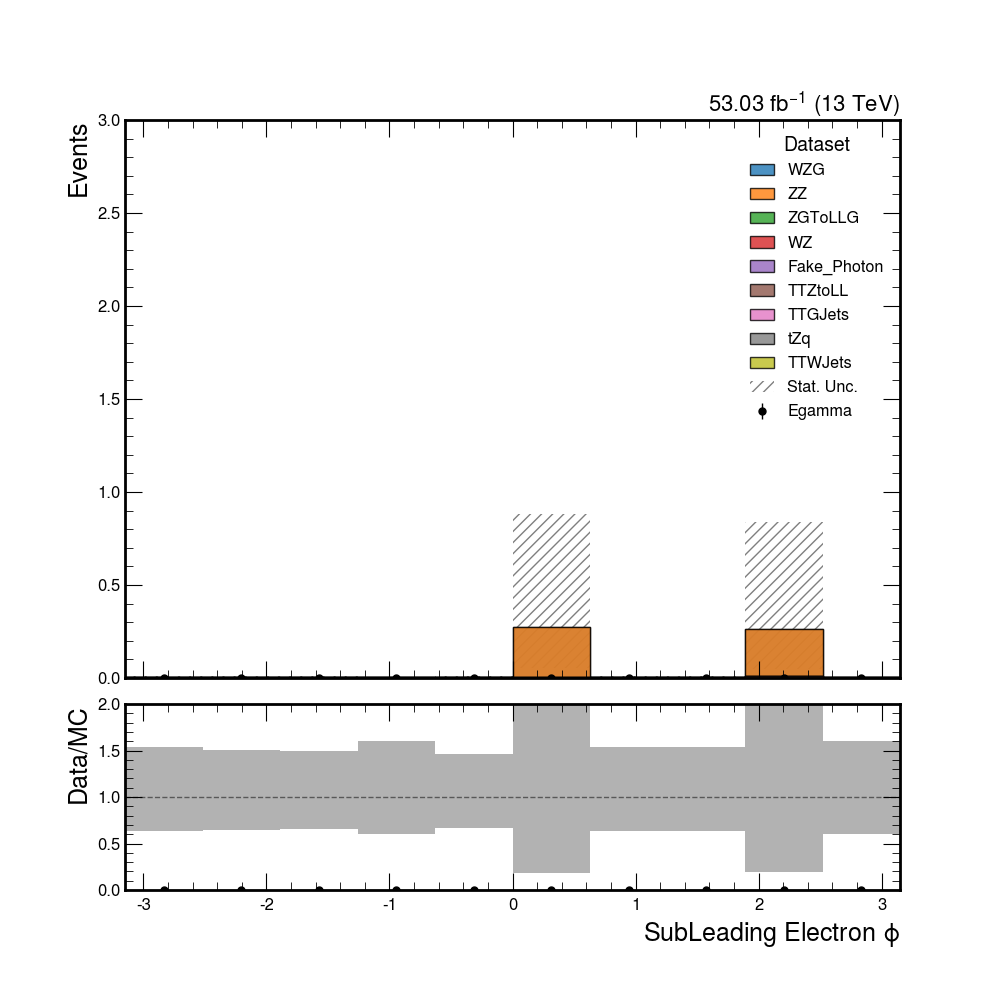 53.03 fb⁻¹ (13 TeV)
Events
3.0
2.5
2.0
1.5
1.0
0.5
0.0
Dataset
WZG
ZZ
ZGToLLG
WZ
Fake_Photon
TTZtoLL
TTGJets
tZq
TTWJets
Stat. Unc.
Egamma
Data/MC
2.0
1.5
1.0
0.5
0.0
-3 -2 -1 0 1 2 3
SubLeading Electron ϕ